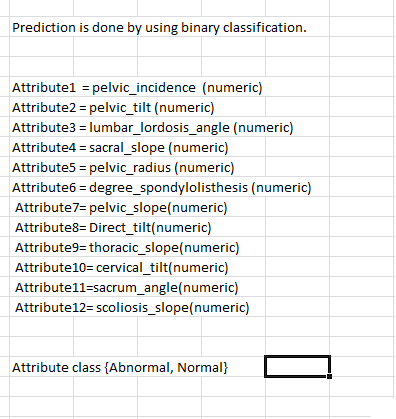 Prediction is done by using binary classification.
Attribute1 = pelvic_incidence (numeric)
Attribute2 = pelvic_tilt (numeric)
Attribute3 = lumbar_lordosis_angle (numeric)
Attribute4 = sacral_slope (numeric)
Attribute5 = pelvic_radius (numeric)
Attribute6 = degree_spondylolisthesis (numeric)
Attribute7= pelvic_slope(numeric)
Attribute8= Direct_tilt(numeric)
Attribute9= thoracic_slope(numeric)
Attribute10= cervical_tilt(numeric)
Attribute11=sacrum_angle(numeric)
Attribute12= scoliosis_slope(numeric)
Attribute class {Abnormal, Normal}